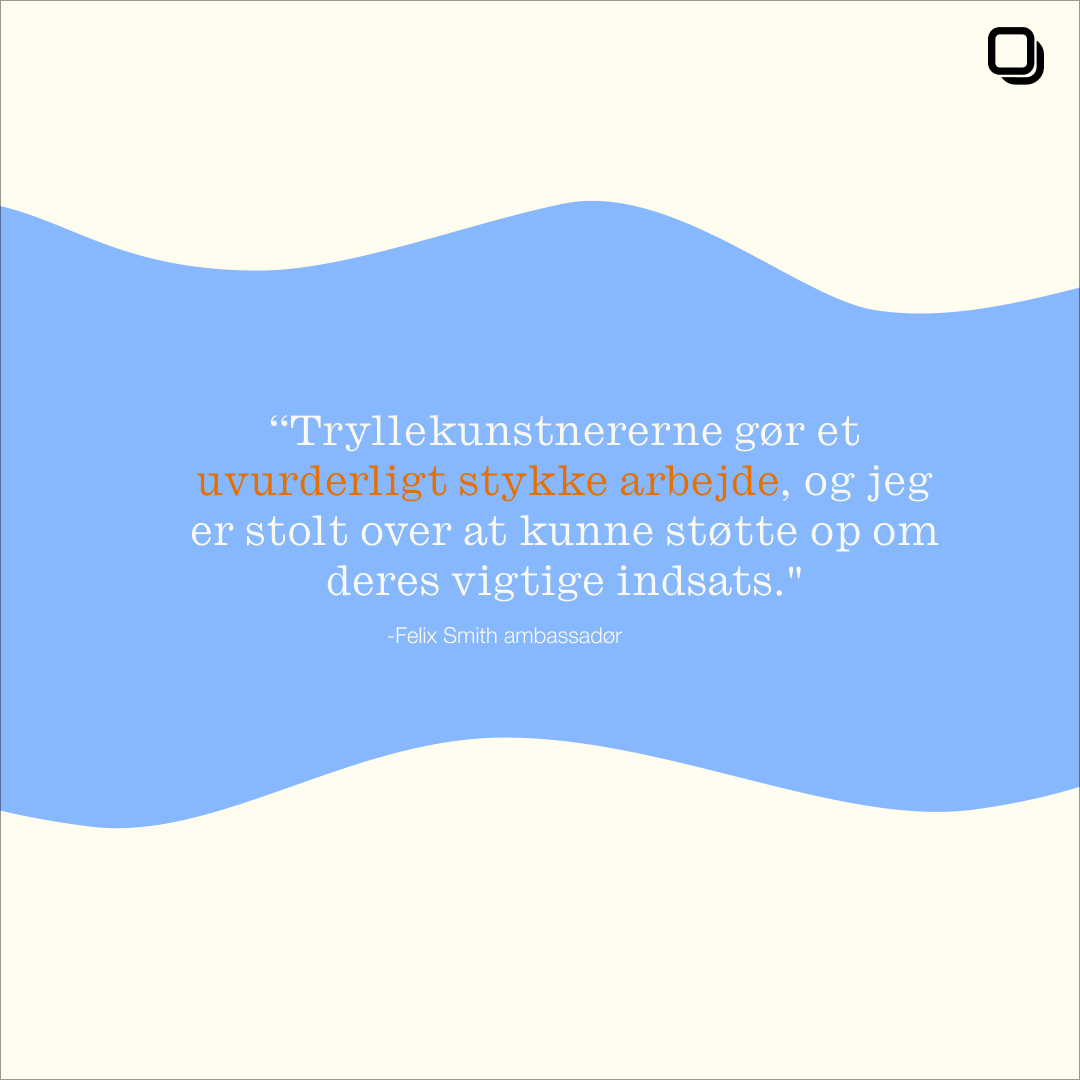 “Tryllekunstnererne gør et
uvurderligt stykke arbejde, og jeg
er stolt over at kunne støtte op om
deres vigtige indsats."
-Felix Smith ambassadør